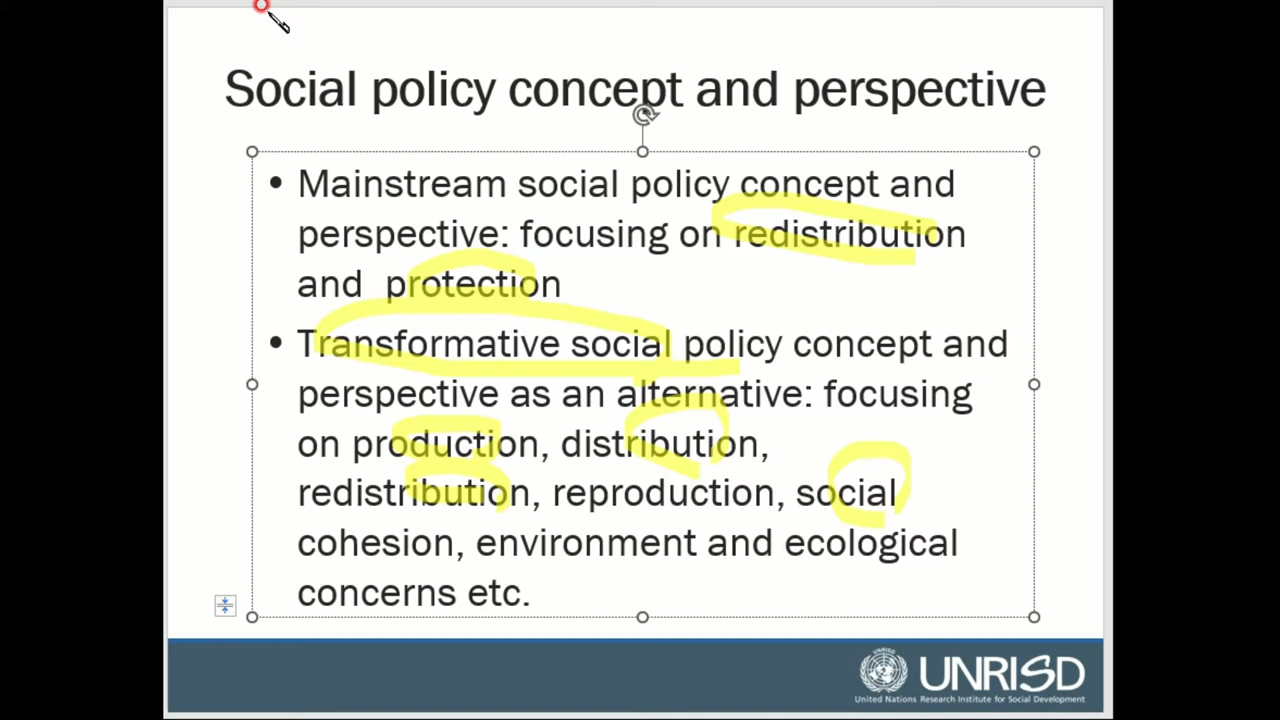 Social policy concept and perspective
• Mainstream social policy concept and
perspective: focusing on redistribution
and protection
• Transformative social policy concept and
perspective as an alternative: focusing
on production, distribution,
redistribution, reproduction, social
cohesion, environment and ecological
concerns etc.
UNRISD
UNRISD
United Nations Research Institute for Social Development